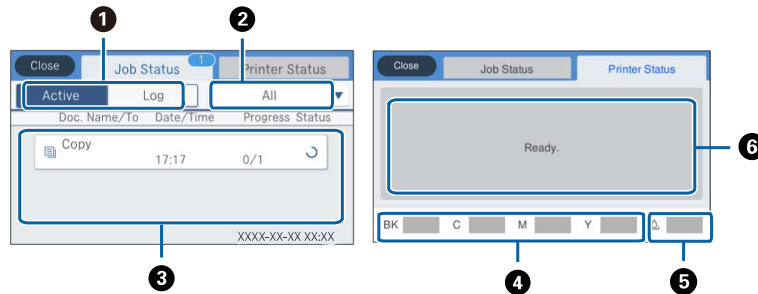 1 2
Close Job Status 1 Printer Status
Active Log All
Doc. Name/To Date/Time Progress Status
Copy
17:17 0/1
XXXX-XX-XX XX:XX
3
Close Job Status Printer Status
Ready.
6
BK C M Y
4 5